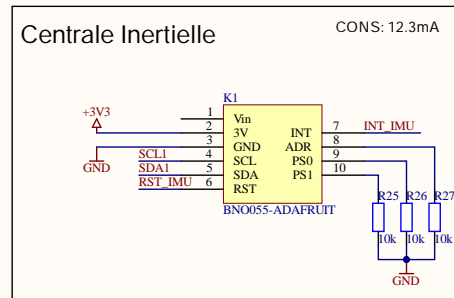 Centrale Inertielle
CONS: 12.3mA
K1
+3V3
1 Vin
2 3V INT 7 INT_IMU
3 GND ADR 8
SCL1 4 SCL PS0 9
GND SDA1 5 SDA PS1 10
RST_IMU 6 RST
R25 R26 R27
BNO055-ADAFRUIT
10k 10k 10k
GND